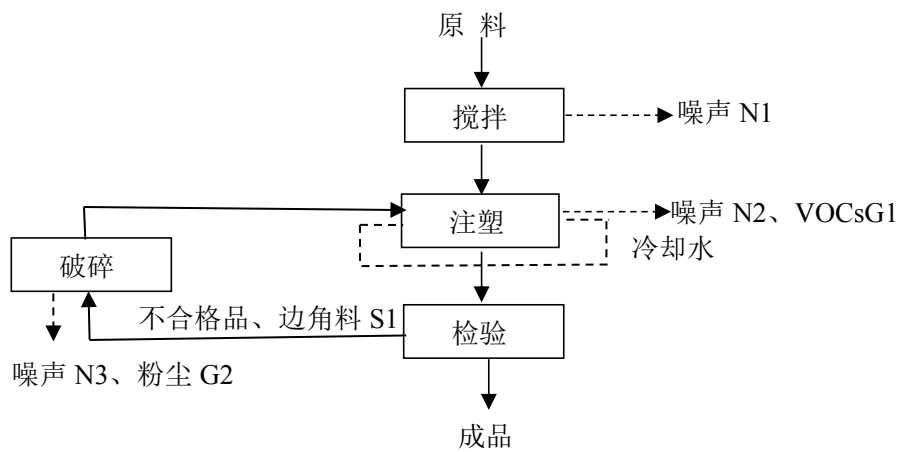 原 料
搅拌
噪声 N1
注塑
噪声 N2、VOCsG1
冷却水
破碎
不合格品、边角料 S1
检验
噪声 N3、粉尘 G2
成品